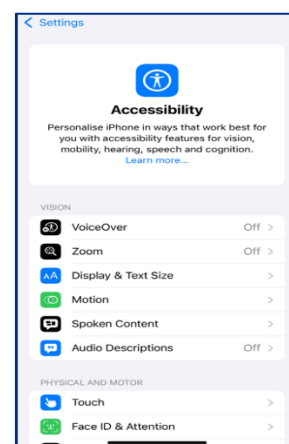 Settings
Accessibility
Personalise iPhone in ways that work best for
you with accessibility features for vision,
mobility, hearing, speech and cognition.
Learn more...
VISION
VoiceOver Off
Zoom Off
AA Display & Text Size
Motion
Spoken Content
Audio Descriptions Off
PHYSICAL AND MOTOR
Touch
Face ID & Attention